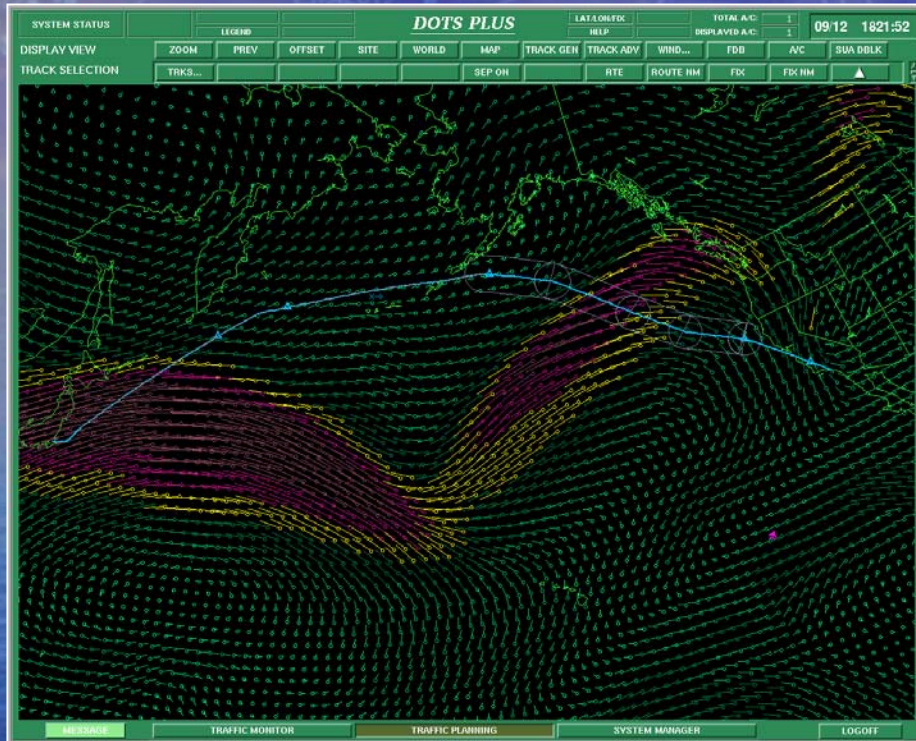 SYSTEM STATUS
LEGEND
DOTS PLUS
LAT/LON/FIX
HELP
TOTAL A/C: 1
DISPLAYED A/C: 1
09/12 1821:52
DISPLAY VIEW
ZOOM PREV OFFSET SITE WORLD MAP TRACK GEN TRACK ADV WIND... FDB A/C SUA DBLK
TRACK SELECTION
TRKS... SEP ON RTE ROUTE NM FIX FIX NM
MESSAGE TRAFFIC MONITOR TRAFFIC PLANNING SYSTEM MANAGER LOGOFF